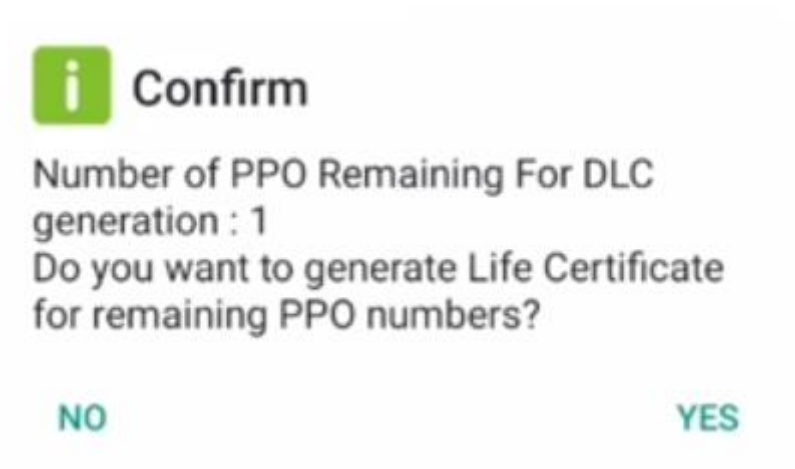 i Confirm
Number of PPO Remaining For DLC
generation : 1
Do you want to generate Life Certificate
for remaining PPO numbers?
NO YES